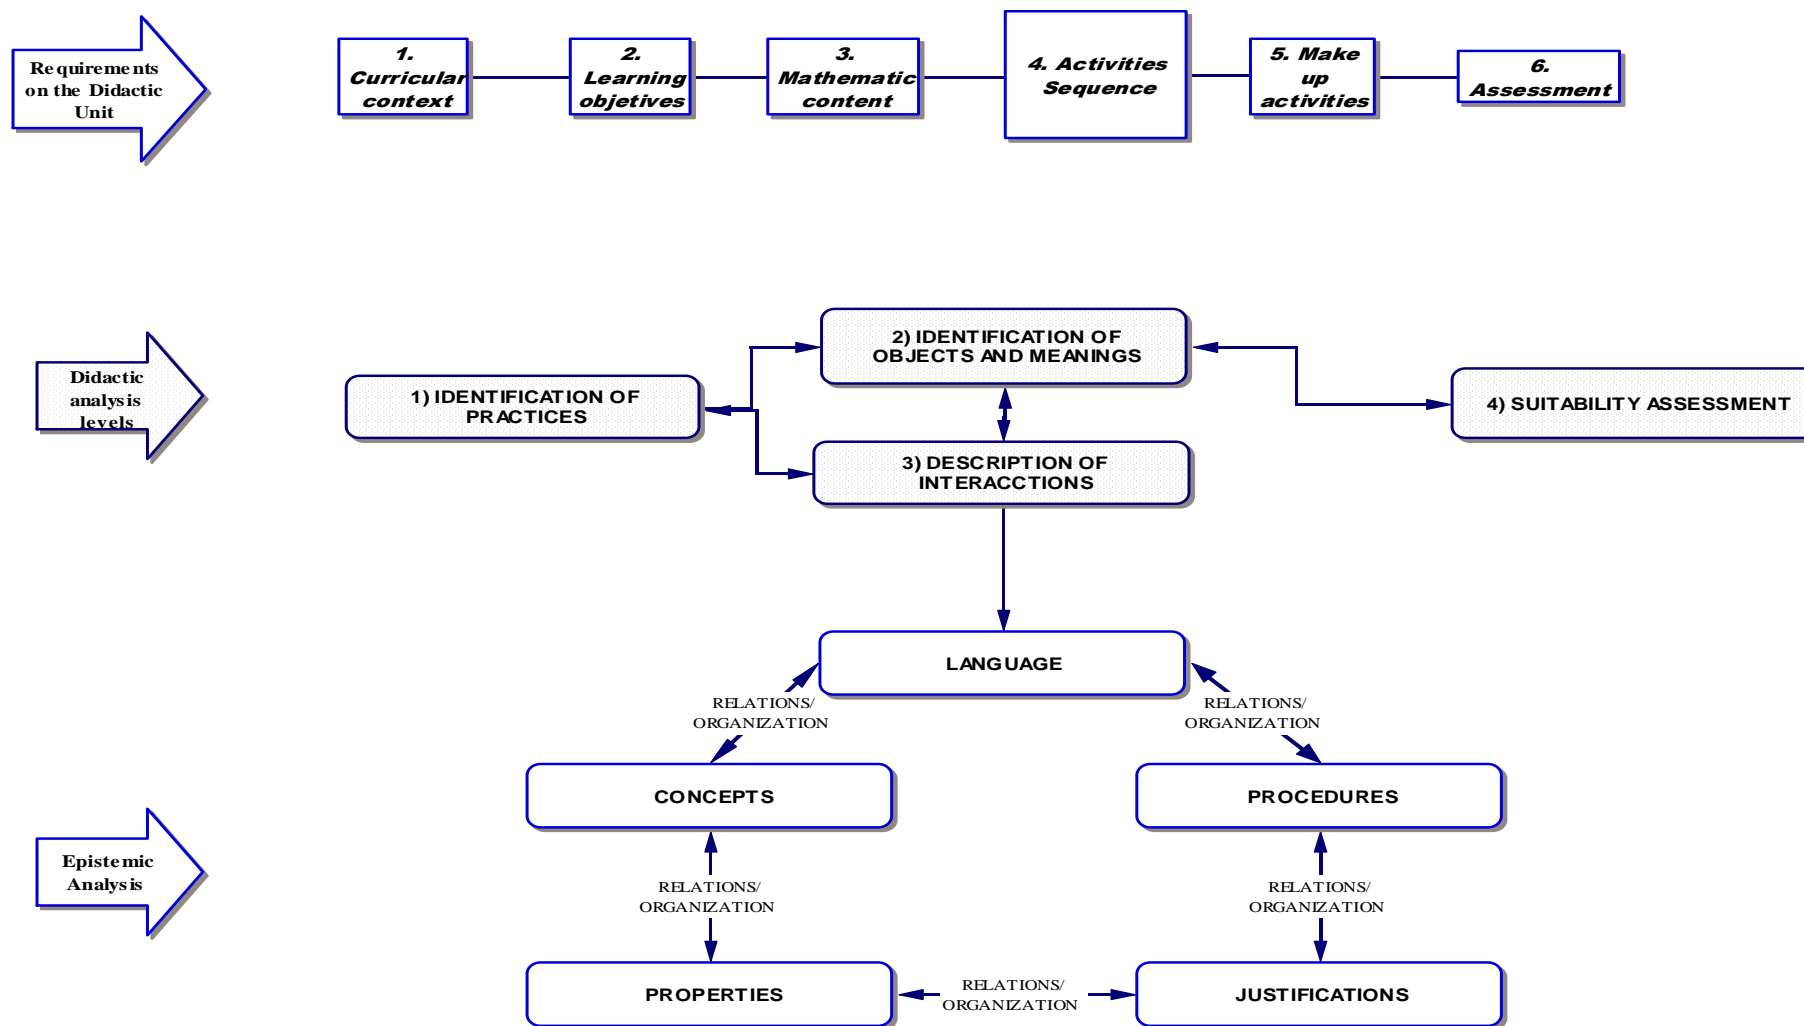 Requirements
on the Didactic
Unit
1.
Curricular
context
2.
Learning
objetives
3.
Mathematic
content
4. Activities
Sequence
5. Make
up
activities
6.
Assessment
Didactic
analysis
levels
1) IDENTIFICATION OF
PRACTICES
2) IDENTIFICATION OF
OBJECTS AND MEANINGS
3) DESCRIPTION OF
INTERACCTIONS
4) SUITABILITY ASSESSMENT
LANGUAGE
RELATIONS/
ORGANIZATION
RELATIONS/
ORGANIZATION
CONCEPTS
PROCEDURES
Epistemic
Analysis
RELATIONS/
ORGANIZATION
RELATIONS/
ORGANIZATION
PROPERTIES
RELATIONS/
ORGANIZATION
JUSTIFICATIONS